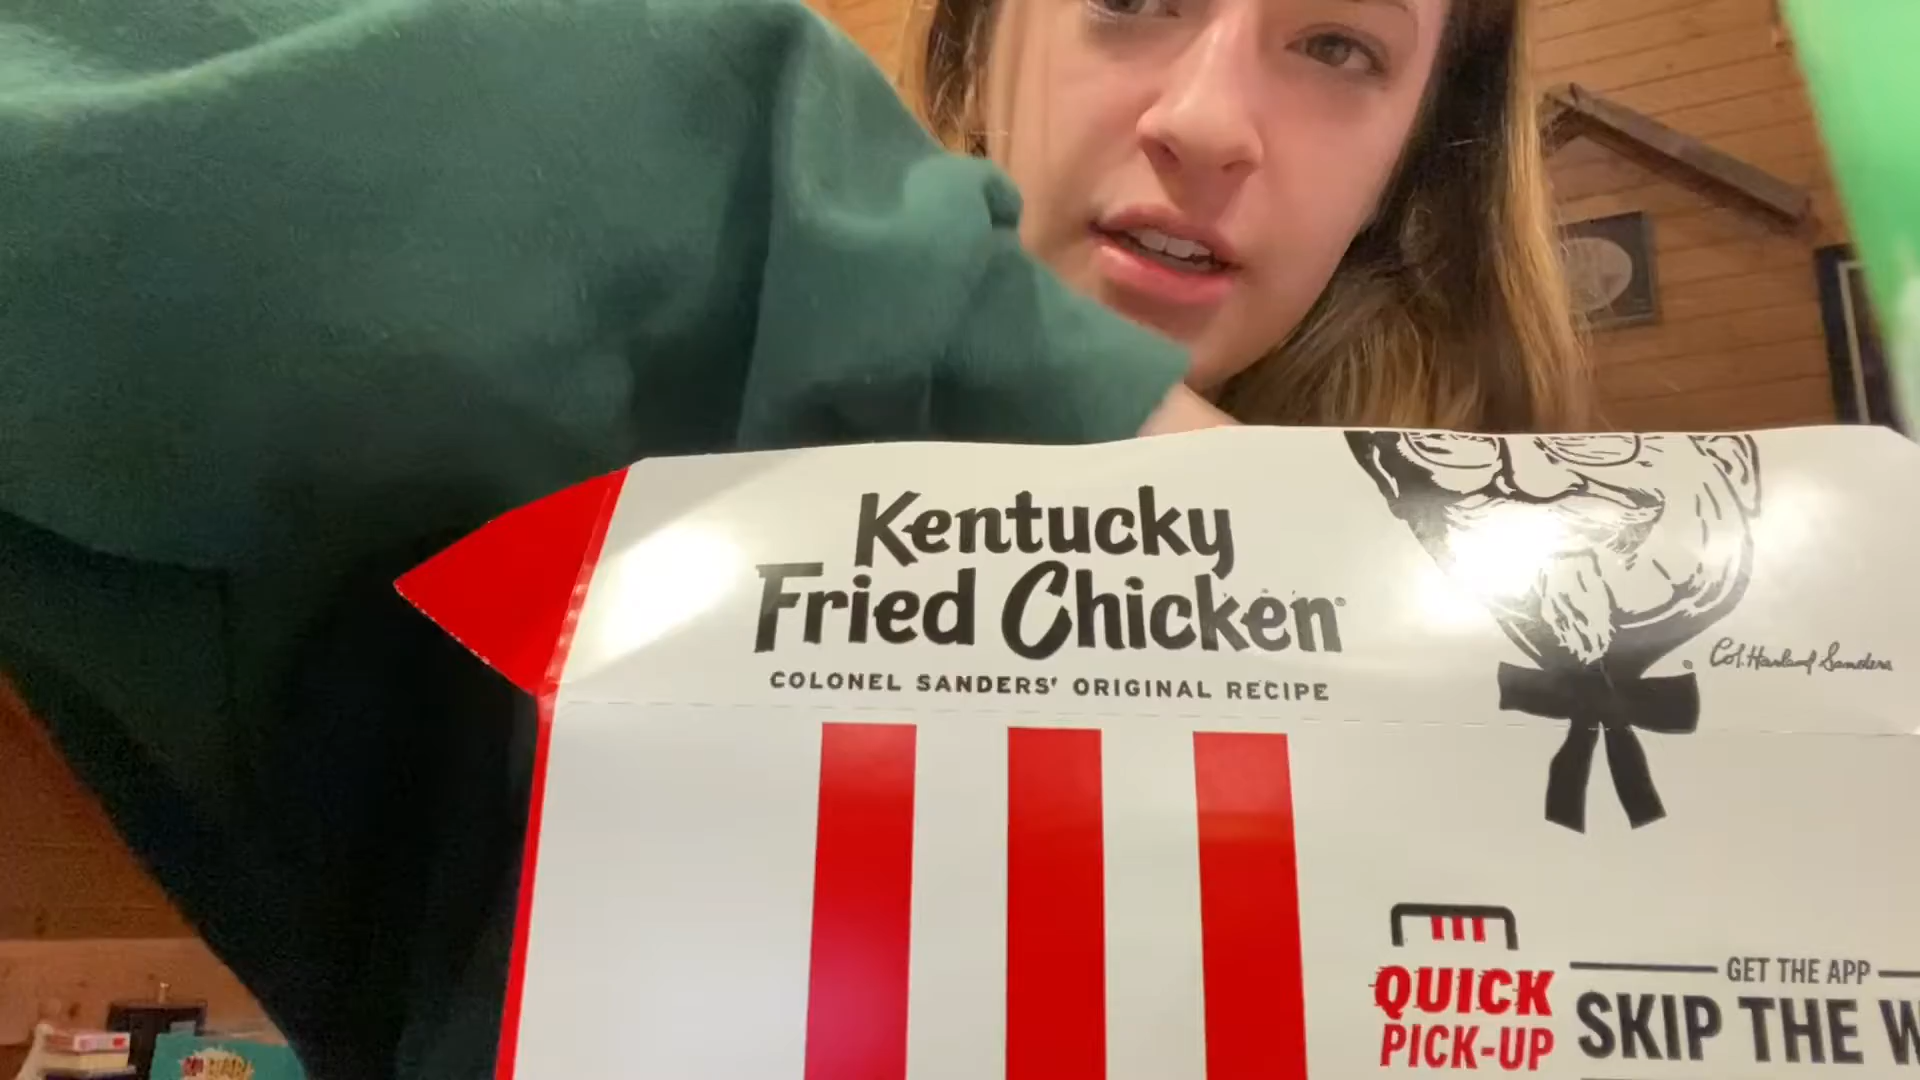 Kentucky
Fried Chicken®
COLONEL SANDERS' ORIGINAL RECIPE
Col. Harland Sanders
QUICK
PICK-UP
GET THE APP
SKIP THE W